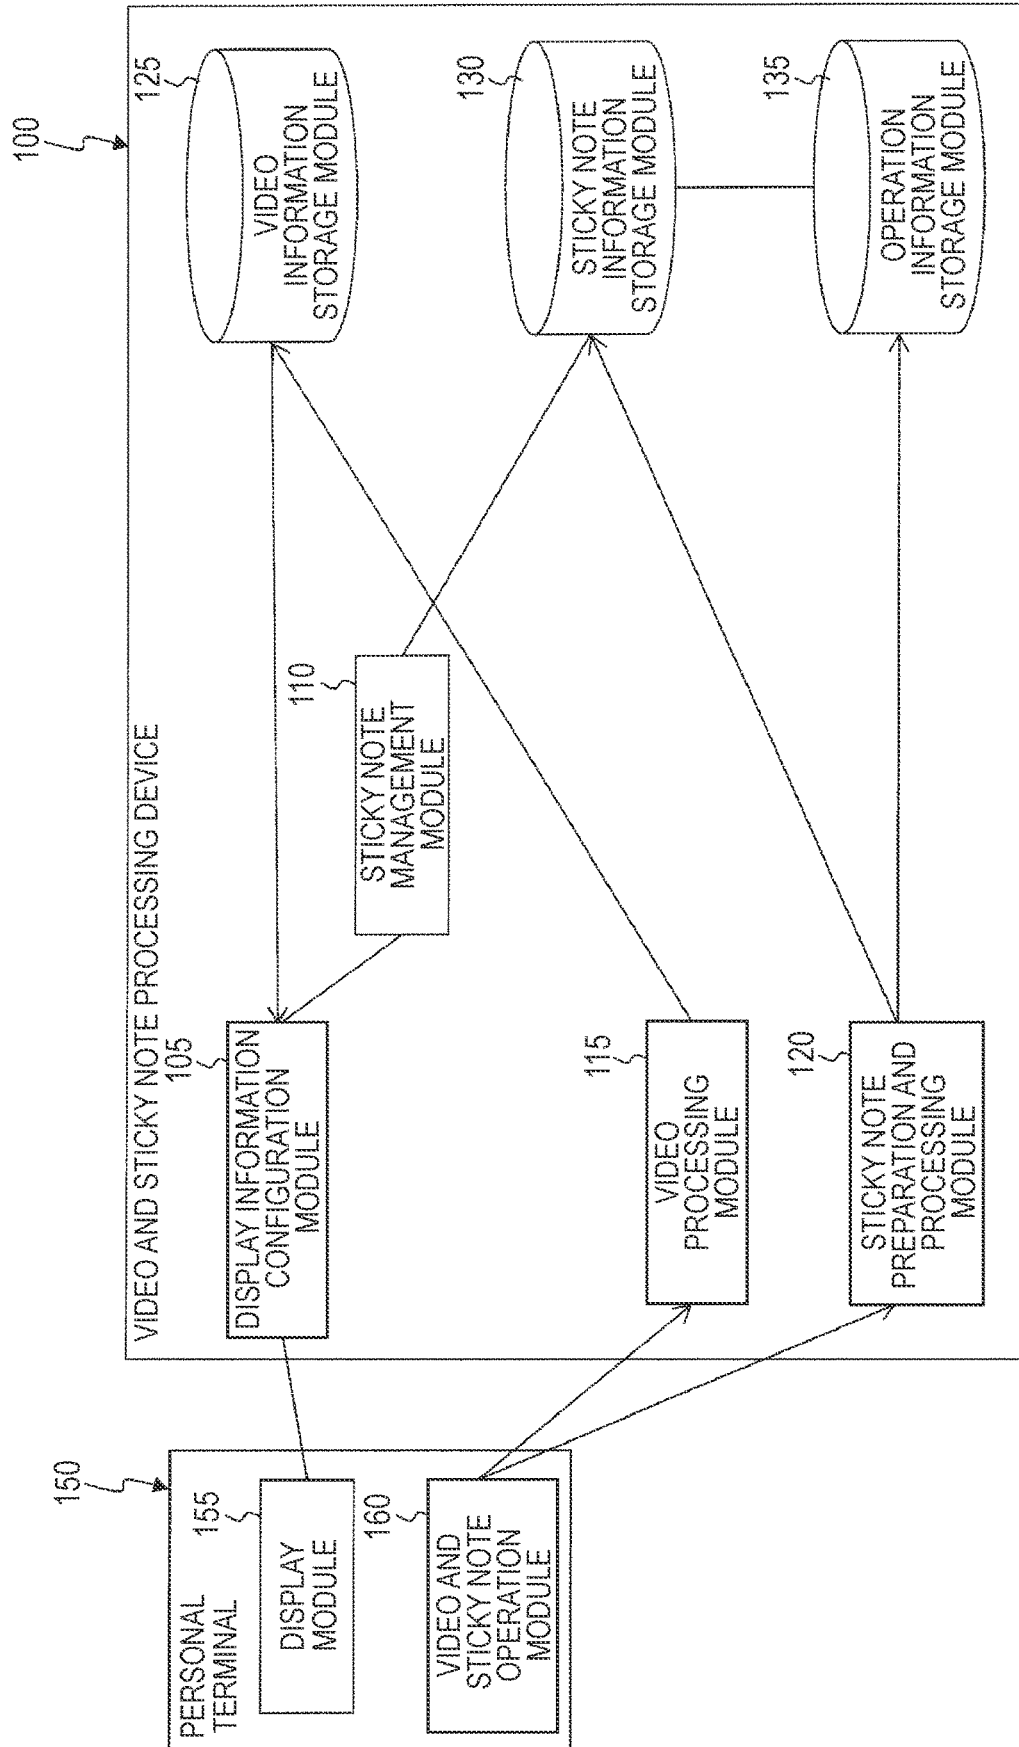 100
VIDEO AND STICKY NOTE PROCESSING DEVICE
150
PERSONAL
TERMINAL
155
DISPLAY
MODULE
160
VIDEO AND
STICKY NOTE
OPERATION
MODULE
105
DISPLAY INFORMATION
CONFIGURATION
MODULE
110
STICKY NOTE
MANAGEMENT
MODULE
115
VIDEO
PROCESSING
MODULE
120
STICKY NOTE
PREPARATION AND
PROCESSING
MODULE
125
VIDEO
INFORMATION
STORAGE MODULE
130
STICKY NOTE
INFORMATION
STORAGE MODULE
135
OPERATION
INFORMATION
STORAGE MODULE